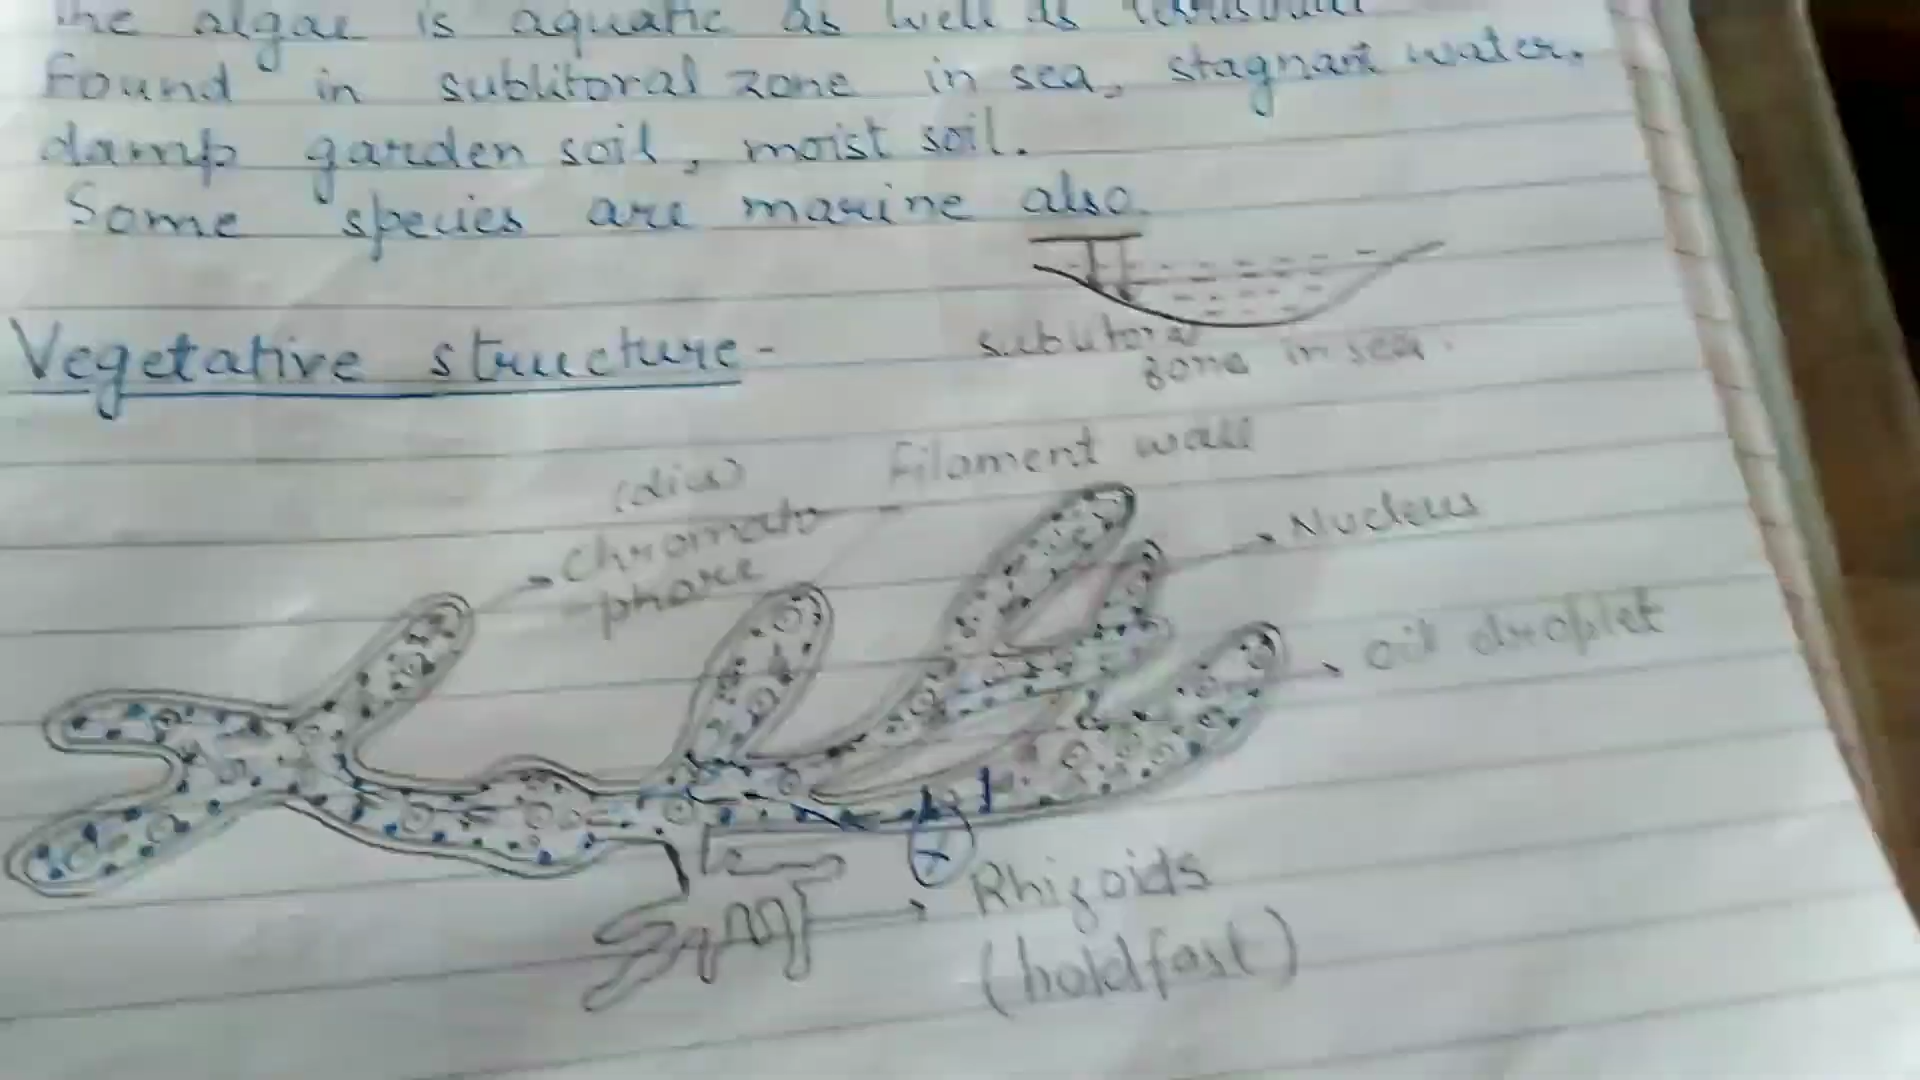 The algae is aquatic as well as
Found in sublitoral zone in sea, stagnant water,
damp garden soil, moist soil.
Some species are marine also.
sublitoral
zone in sea.
Vegetative structure-
Filament wall
(disc)
Chromato
-phore
Nucleus
oil droplet
Rhizoids
(holdfast)